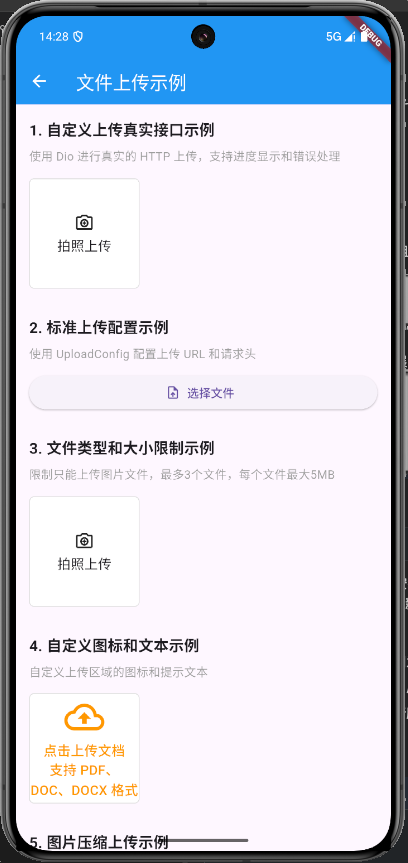 14:28
5G
DEBUG
文件上传示例
1. 自定义上传真实接口示例
使用 Dio 进行真实的 HTTP 上传，支持进度显示和错误处理
拍照上传
2. 标准上传配置示例
使用 UploadConfig 配置上传 URL 和请求头
选择文件
3. 文件类型和大小限制示例
限制只能上传图片文件，最多3个文件，每个文件最大5MB
拍照上传
4. 自定义图标和文本示例
自定义上传区域的图标和提示文本
点击上传文档
支持 PDF、
DOC、DOCX 格式
5. 图片压缩上传示例